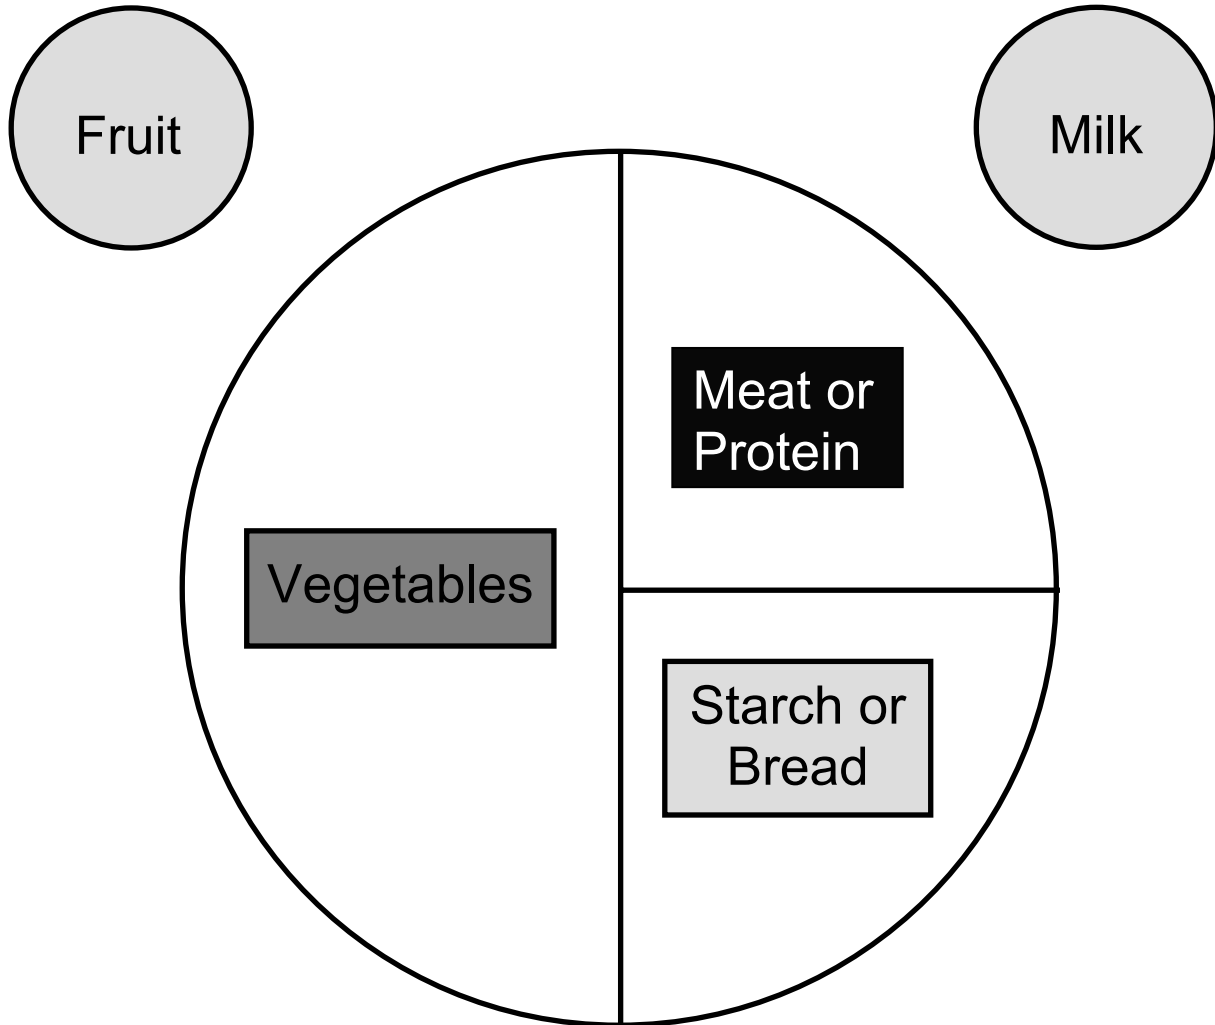 Fruit
Milk
Meat or
Protein
Vegetables
Starch or
Bread